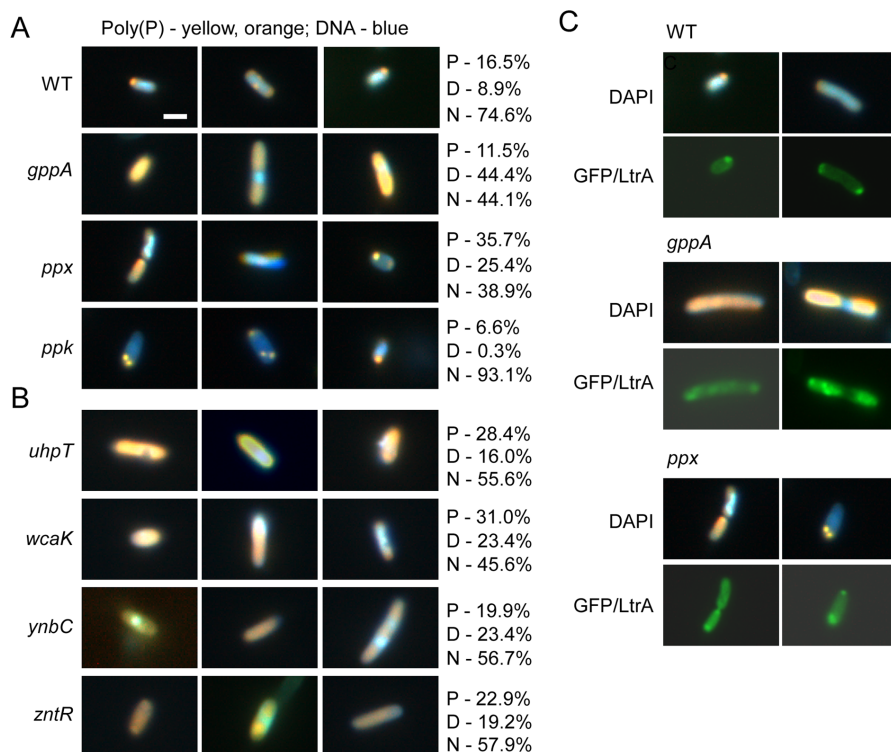 A
Poly(P) - yellow, orange; DNA - blue
WT
P - 16.5%
D - 8.9%
N - 74.6%
gppA
P - 11.5%
D - 44.4%
N - 44.1%
ppx
P - 35.7%
D - 25.4%
N - 38.9%
ppk
P - 6.6%
D - 0.3%
N - 93.1%
B
uhpT
P - 28.4%
D - 16.0%
N - 55.6%
wcaK
P - 31.0%
D - 23.4%
N - 45.6%
ynbC
P - 19.9%
D - 23.4%
N - 56.7%
zntR
P - 22.9%
D - 19.2%
N - 57.9%
C
WT
C
DAPI
GFP/LtrA
gppA
DAPI
GFP/LtrA
ppx
DAPI
GFP/LtrA